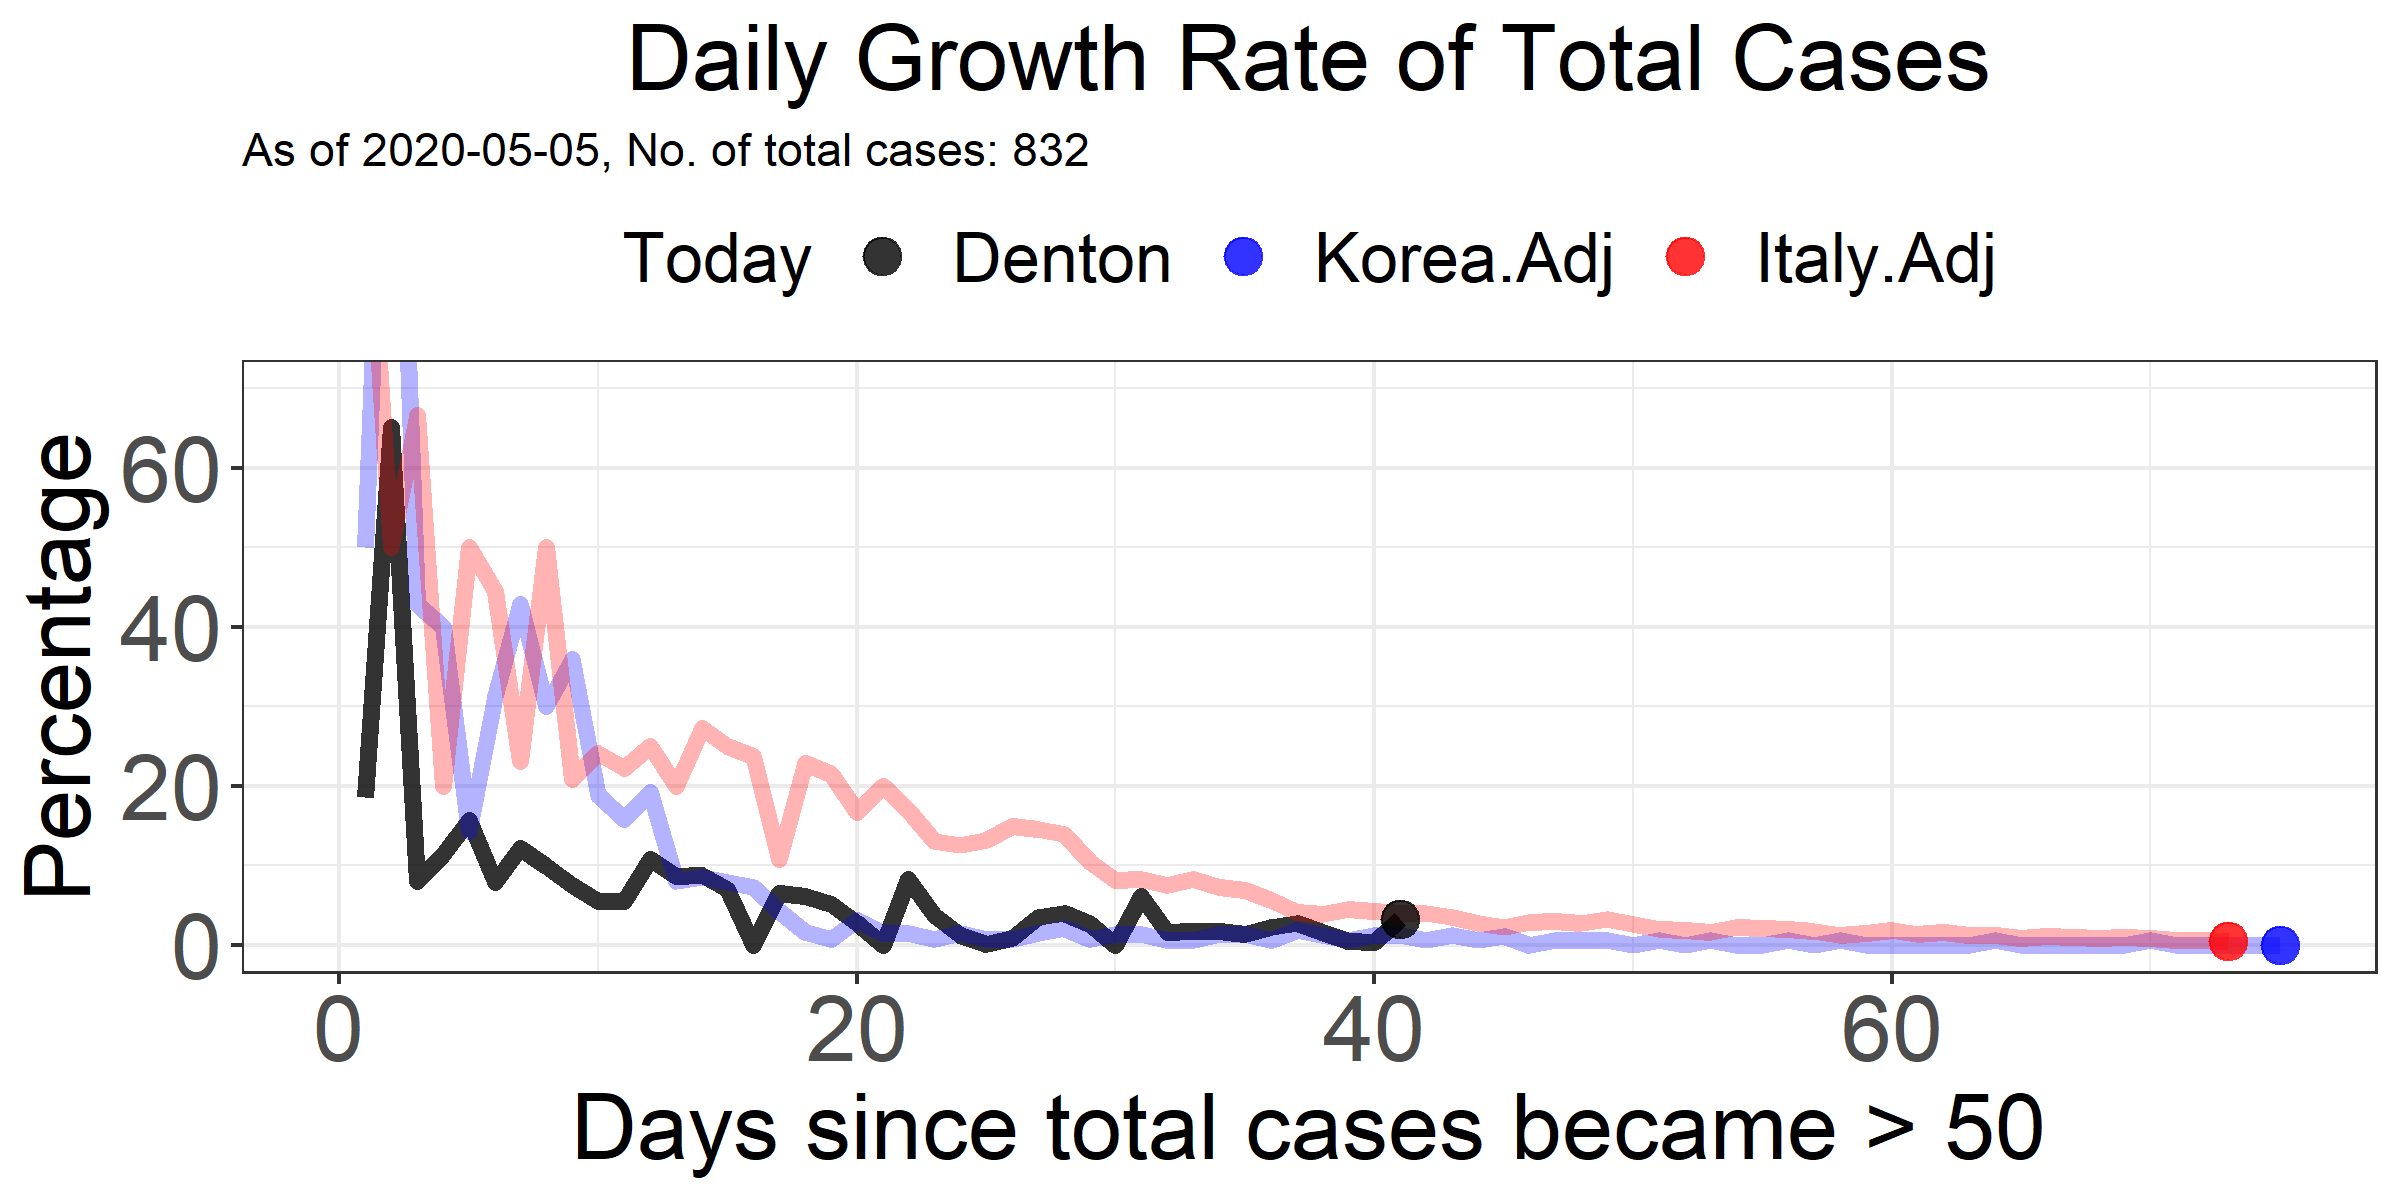 Daily Growth Rate of Total Cases
As of 2020-05-05, No. of total cases: 832
Today Denton Korea.Adj Italy.Adj
Percentage
60
40
20
0
0 20 40 60
Days since total cases became > 50